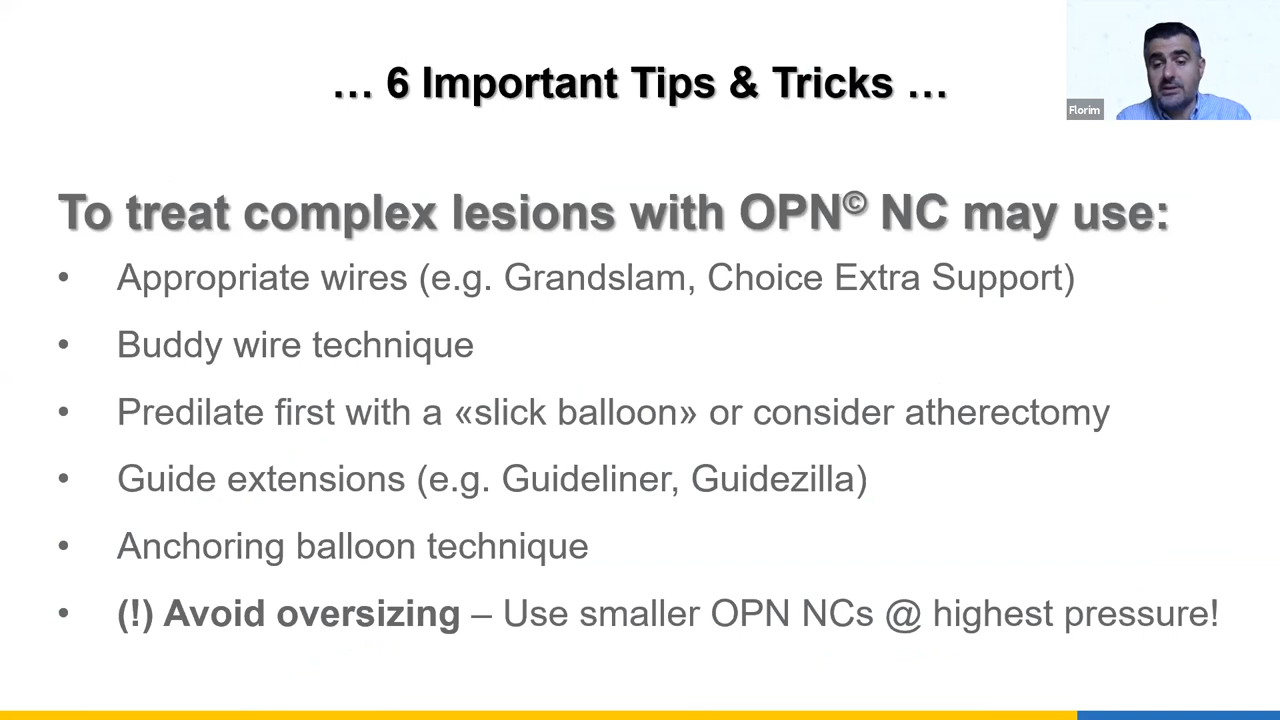 … 6 Important Tips & Tricks …
Florim
To treat complex lesions with OPN© NC may use:
• Appropriate wires (e.g. Grandslam, Choice Extra Support)
• Buddy wire technique
• Predilate first with a «slick balloon» or consider atherectomy
• Guide extensions (e.g. Guideliner, Guidezilla)
• Anchoring balloon technique
• (!) Avoid oversizing – Use smaller OPN NCs @ highest pressure!